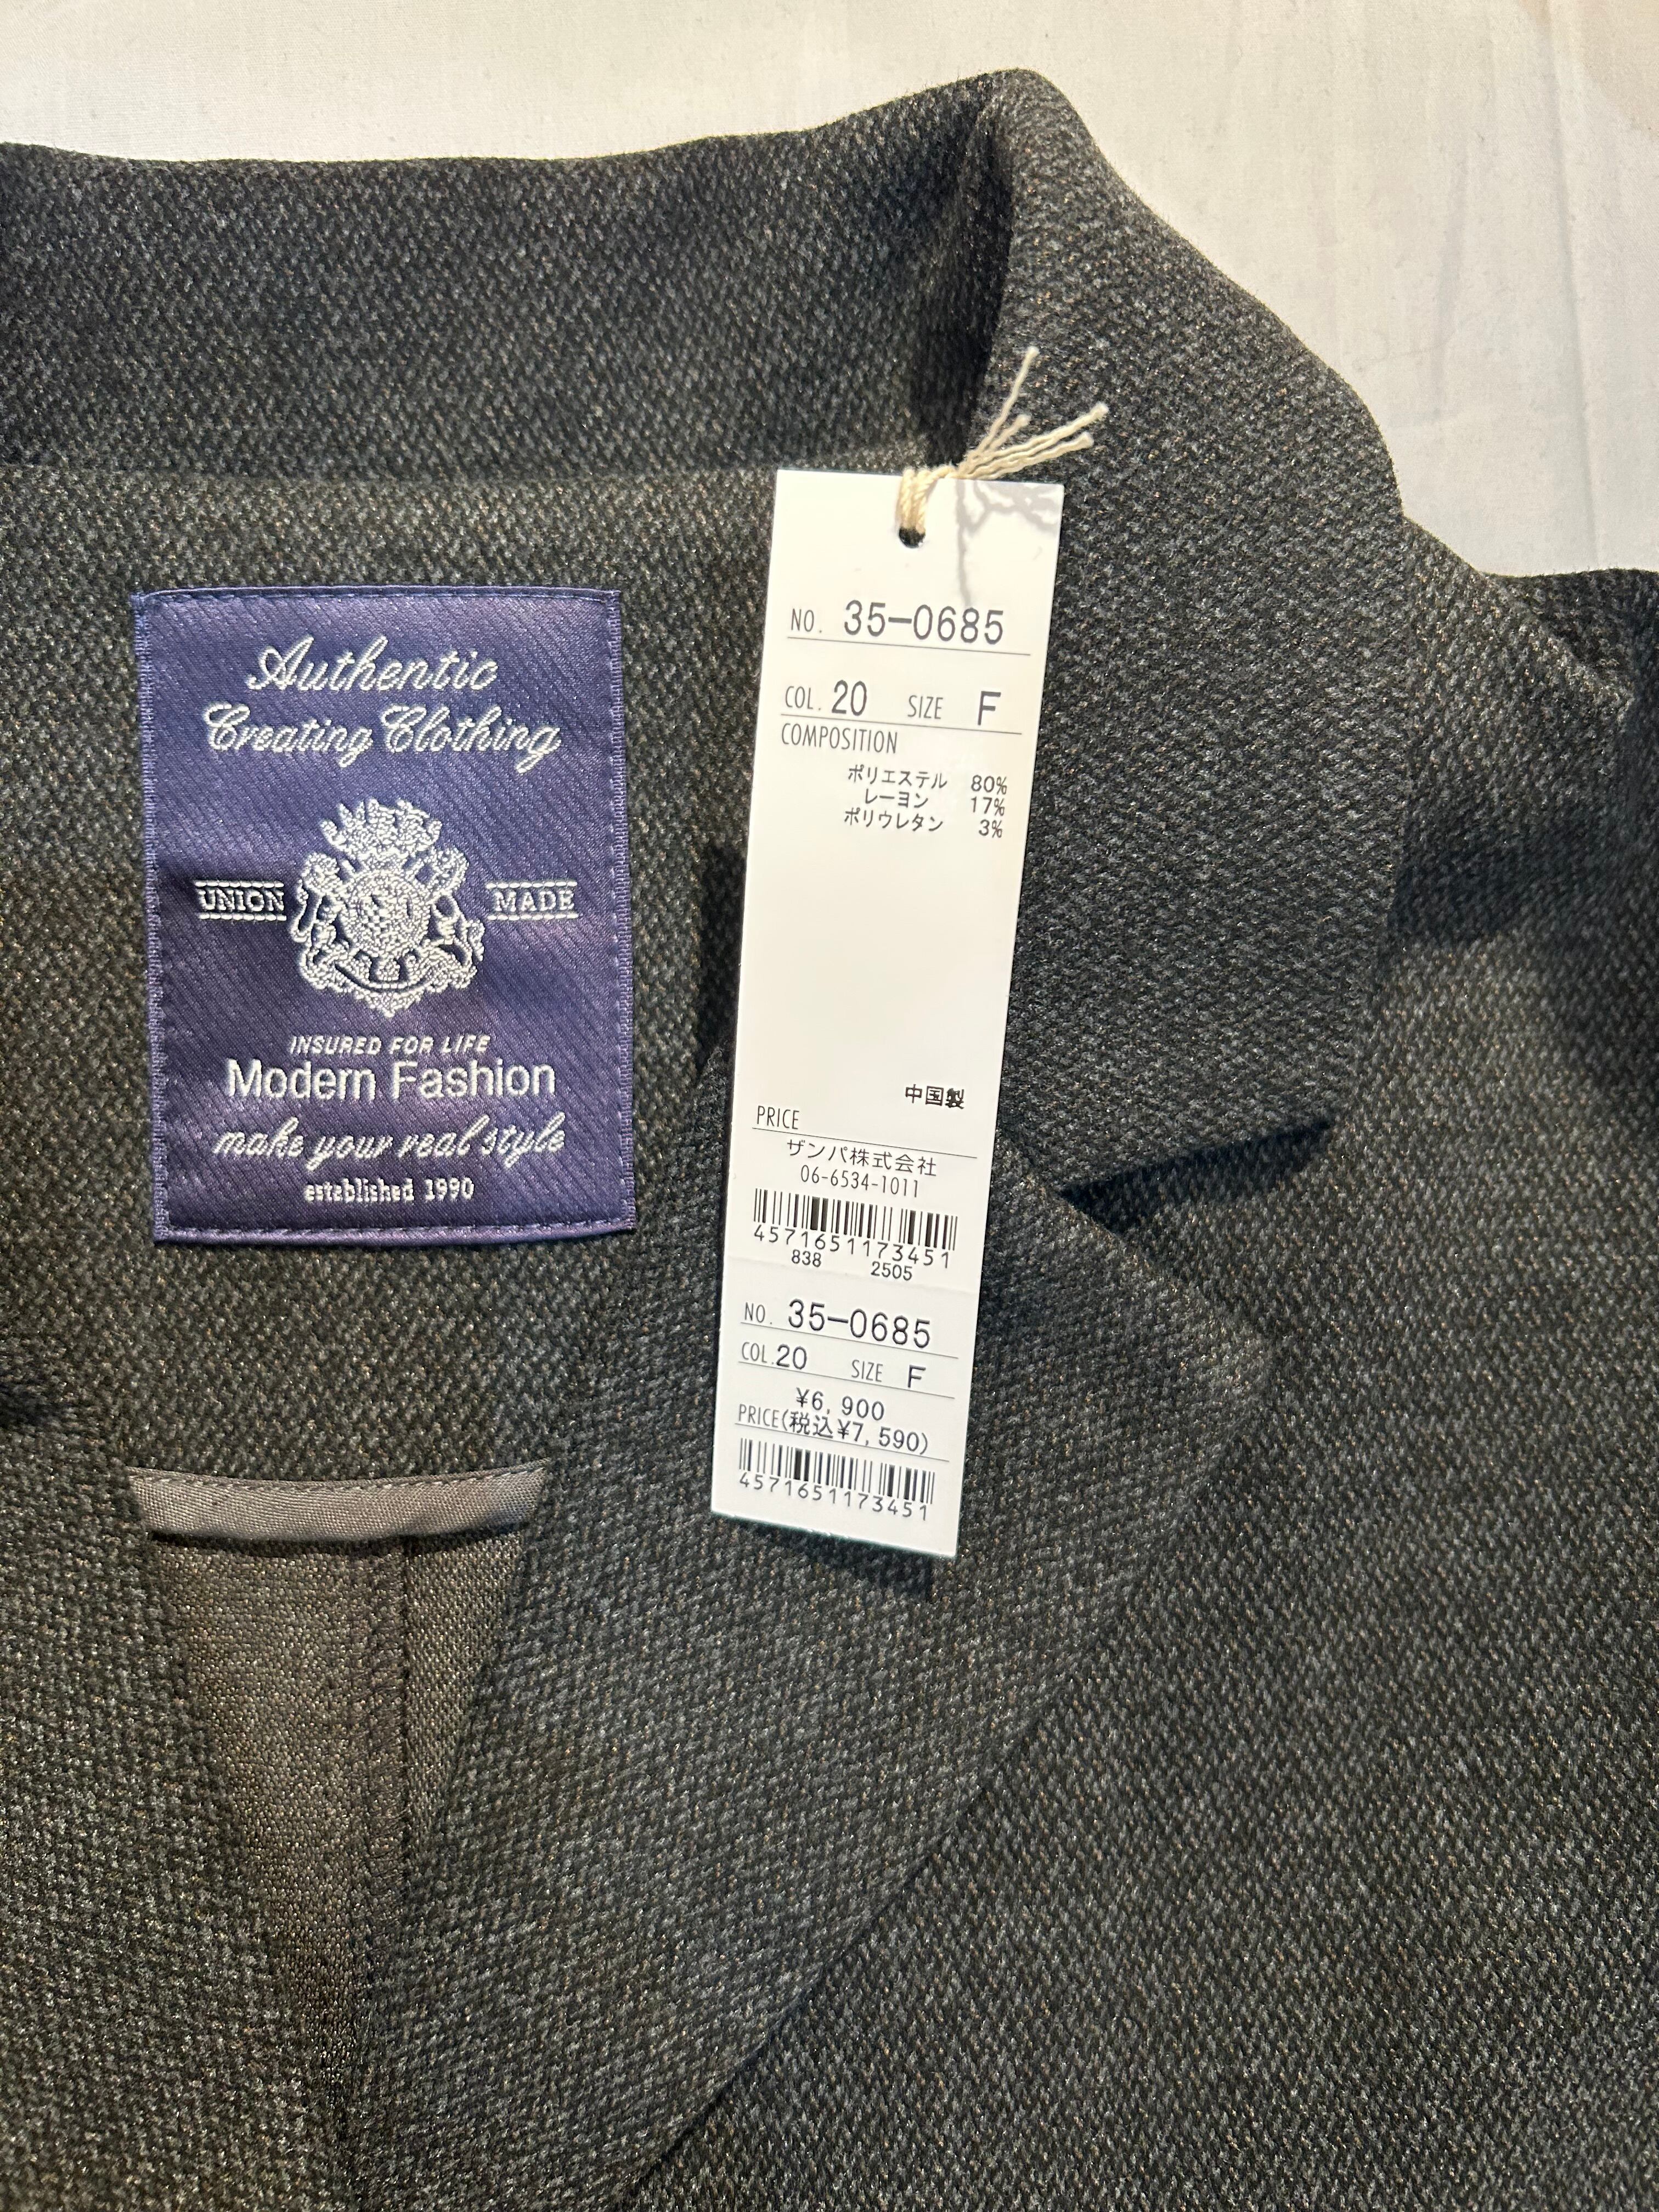 Authentic
Creating Clothing
UNION MADE
INSURED FOR LIFE
Modern Fashion
make your real style
established 1990
NO. 35-0685
COL. 20 SIZE F
COMPOSITION
ポリエステル 80%
レーヨン 17%
ポリウレタン 3%
中国製
PRICE
ザンパ株式会社
06-6534-1011
4571651173451
838 2505
NO. 35-0685
COL. 20 SIZE F
¥6,900
PRICE(税込¥7,590)
4571651173451